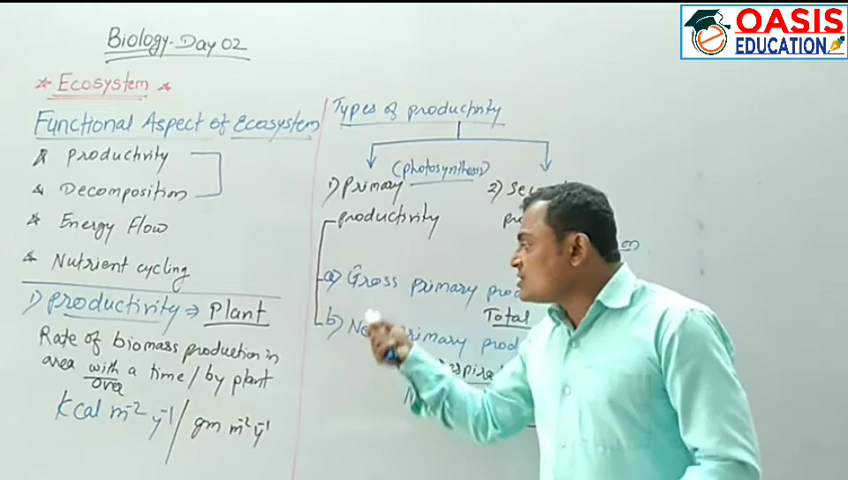 Biology-Day 02
OASIS
EDUCATION
Ecosystem
Functional Aspect of Ecosystem
Productivity
Decomposition
Energy Flow
Nutrient cycling
1) Productivity → Plant
Rate of biomass production in
area with a time / by plant
over
Kcal m⁻² y⁻¹ / gm m⁻² y⁻¹
Types of productivity
(photosynthesis)
1) Primary
productivity
2)
a) Gross primary
Total
b) primary